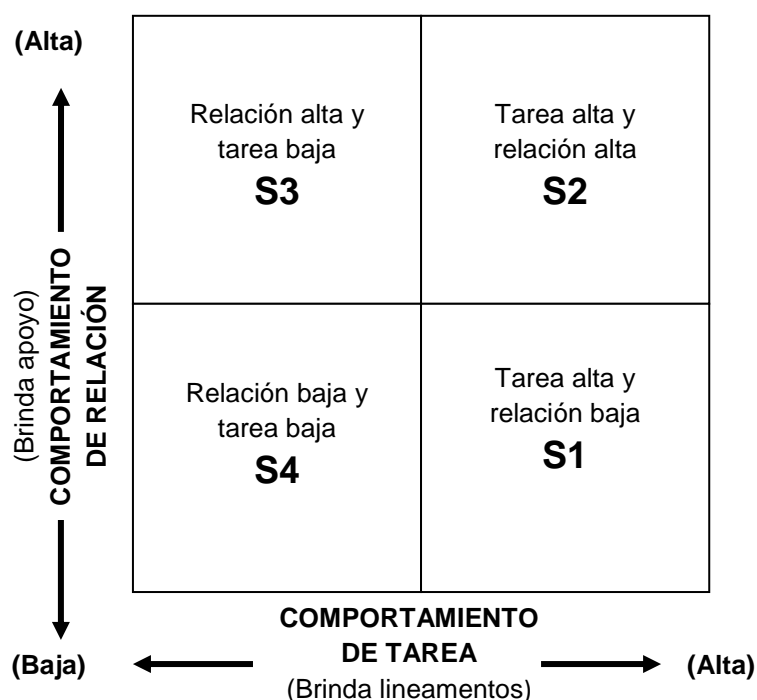 (Alta)
Relación alta y
tarea baja
S3
Tarea alta y
relación alta
S2
(Brinda apoyo)
COMPORTAMIENTO
DE RELACIÓN
Relación baja y
tarea baja
S4
Tarea alta y
relación baja
S1
(Baja)
COMPORTAMIENTO
DE TAREA
(Brinda lineamentos)
(Alta)